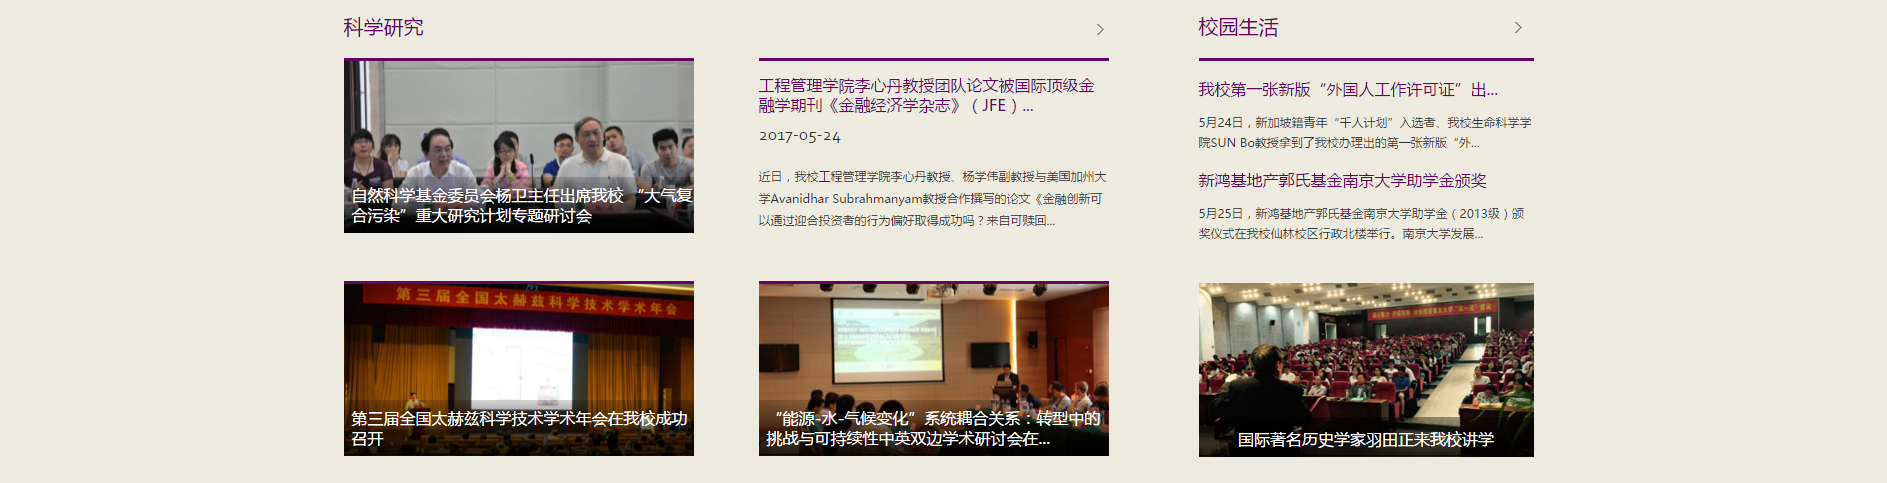 科学研究
自然科学基金委员会杨卫主任出席我校 “大气复
合污染”重大研究计划专题研讨会
工程管理学院李心丹教授团队论文被国际顶级金
融学期刊《金融经济学杂志》（JFE）...
2017-05-24
近日，我校工程管理学院李心丹教授、杨学伟副教授与美国加州大
学Avanidhar Subrahmanyam教授合作撰写的论文《金融创新可
以通过迎合投资者的行为偏好取得成功吗？来自可赎回...
第三届全国太赫兹科学技术学术年会
第三届全国太赫兹科学技术学术年会在我校成功
召开
“能源-水-气候变化”系统耦合关系：转型中的
挑战与可持续性中英双边学术研讨会在...
校园生活
我校第一张新版“外国人工作许可证”出...
5月24日，新加坡籍青年“千人计划”入选者、我校生命科学学
院SUN Bo教授拿到了我校办理出的第一张新版“外...
新鸿基地产郭氏基金南京大学助学金颁奖
5月25日，新鸿基地产郭氏基金南京大学助学金（2013级）颁
奖仪式在我校仙林校区行政北楼举行。南京大学发展...
国际著名历史学家羽田正来我校讲学